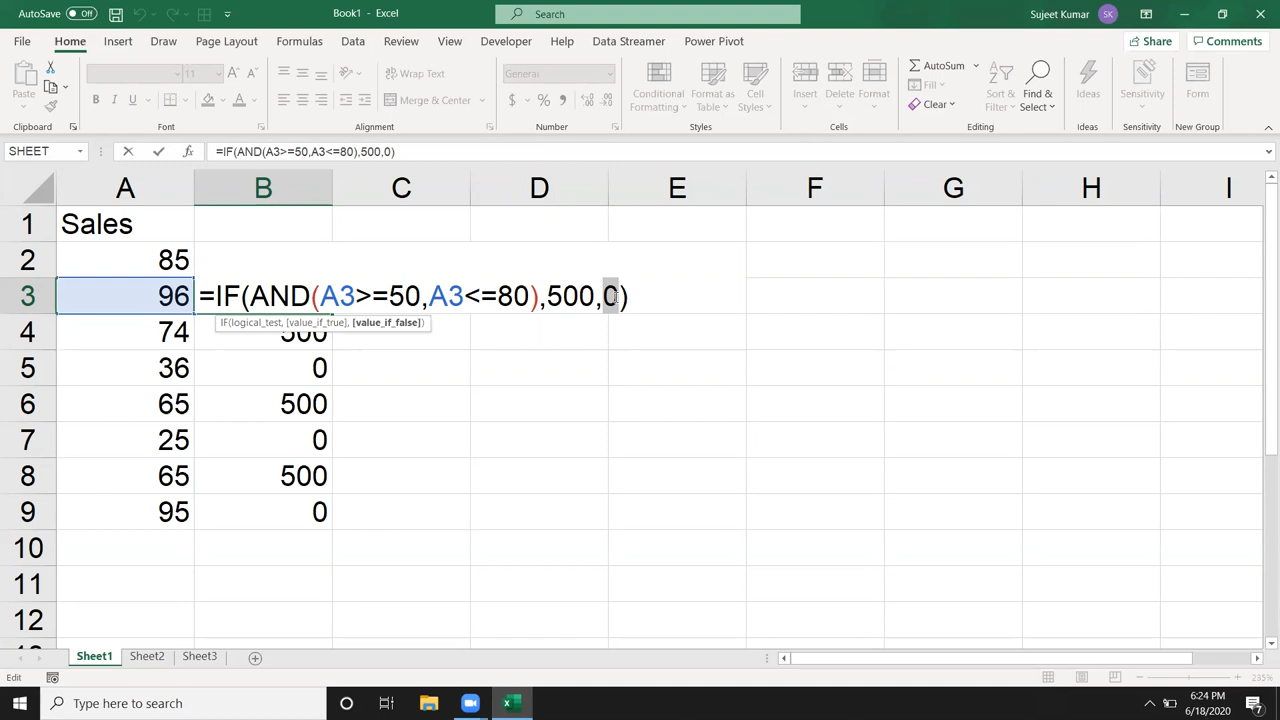 AutoSave Off Book1 - Excel Search Sujeet Kumar SK
File Home Insert Draw Page Layout Formulas Data Review View Developer Help Data Streamer Power Pivot Share Comments
Paste 11 Wrap Text General Conditional Format as Cell Insert Delete Format AutoSum Sort & Find & Ideas Sensitivity Form
B I U A Merge & Center $ % Formatting Table Styles Fill Filter Select
Clear
Clipboard Font Alignment Number Styles Cells Editing Ideas Sensitivity New Group
SHEET fx =IF(AND(A3>=50,A3<=80),500,0)
A B C D E F G H I
1 Sales
2 85
3 96 =IF(AND(A3>=50,A3<=80),500,0)
IF(logical_test, [value_if_true], [value_if_false])
4 74 500
5 36 0
6 65 500
7 25 0
8 65 500
9 95 0
10
11
12
Sheet1 Sheet2 Sheet3
Edit 235%
Type here to search 6:24 PM
6/18/2020 7